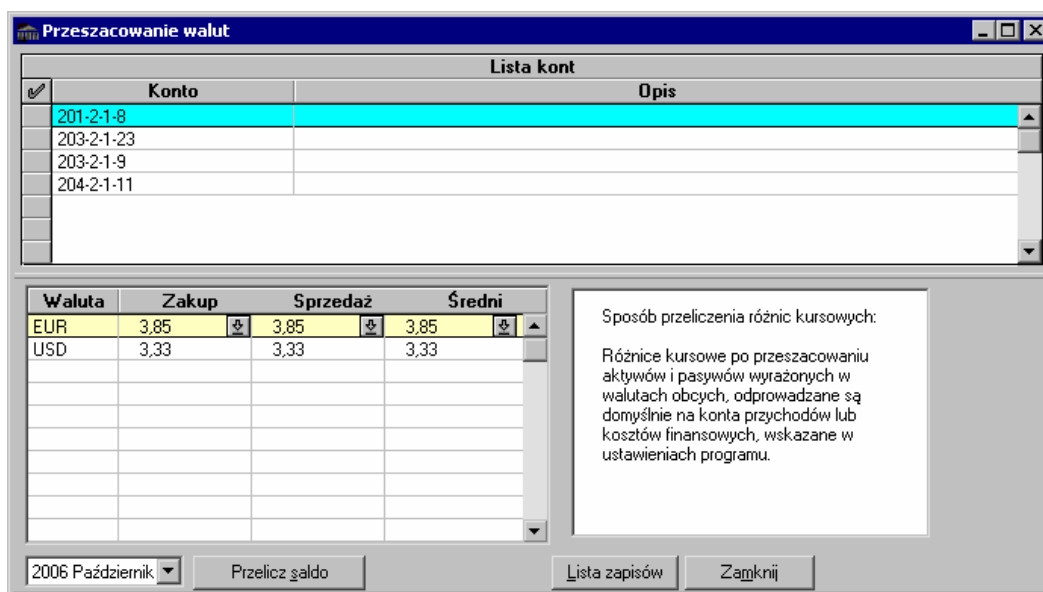 Przeszacowanie walut
Lista kont
Konto Opis
201-2-1-8
203-2-1-23
203-2-1-9
204-2-1-11
Waluta Zakup Sprzedaż Średni
EUR 3,85 3,85 3,85
USD 3,33 3,33 3,33
Sposób przeliczenia różnic kursowych:
Różnice kursowe po przeszacowaniu
aktywów i pasywów wyrażonych w
walutach obcych, odprowadzane są
domyślnie na konta przychodów lub
kosztów finansowych, wskazane w
ustawieniach programu.
2006 Październik Przelicz saldo Lista zapisów Zamknij